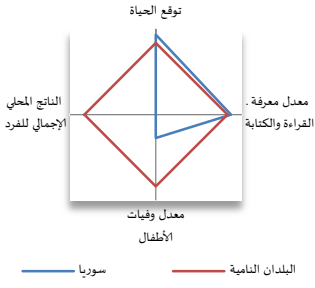 توقع الحياة
معدل معرفة .
القراءة والكتابة
الناتج المحلي
الإجمالي للفرد
معدل وفيات
الأطفال
البلدان النامية
سوريا